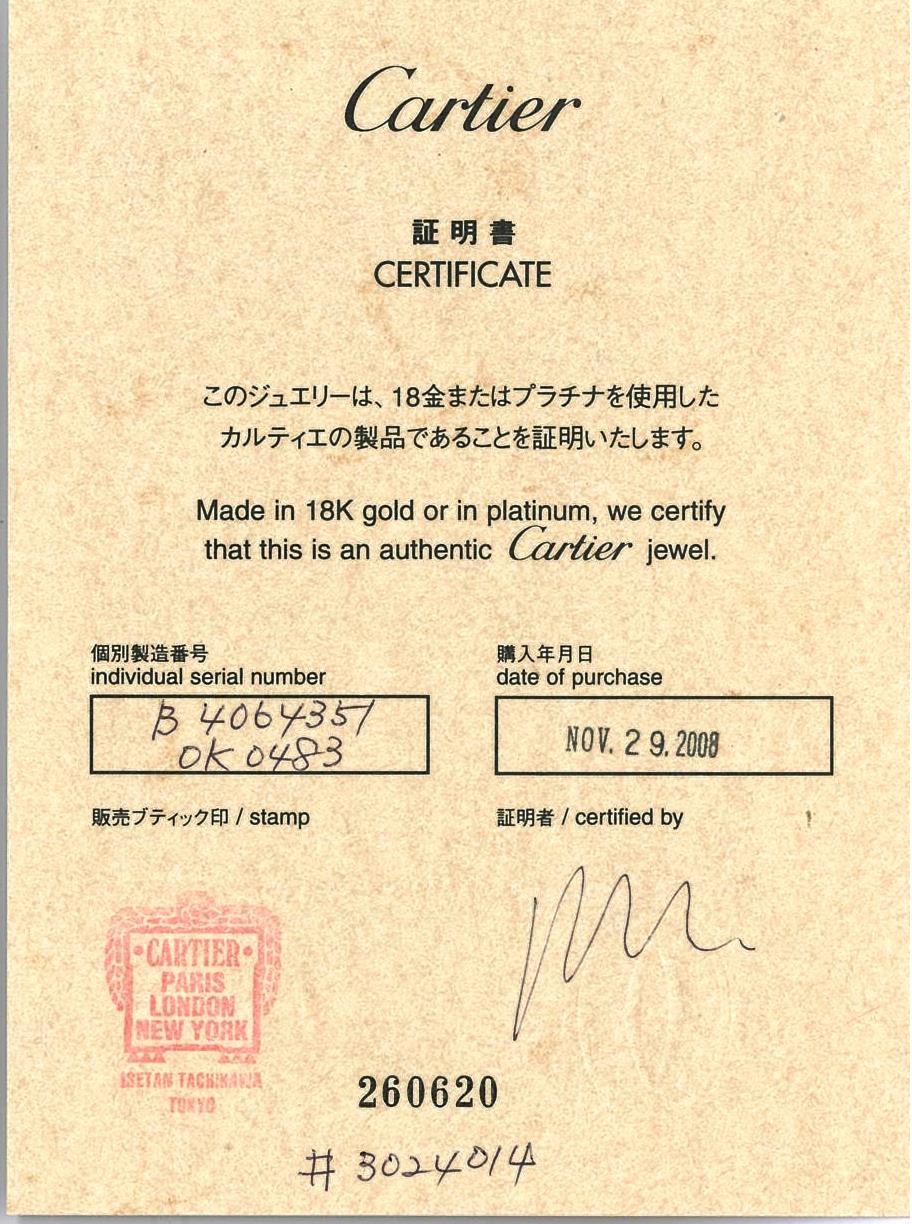 Cartier
証明書
CERTIFICATE
このジュエリーは、18金またはプラチナを使用した
カルティエの製品であることを証明いたします。
Made in 18K gold or in platinum, we certify
that this is an authentic Cartier jewel.
個別製造番号
individual serial number
B 4064351
OK 0483
購入年月日
date of purchase
NOV. 29. 2008
販売ブティック印 / stamp
証明者 / certified by
•CARTIER•
PARIS
LONDON
NEW YORK
ISETAN TACHIKAWA
TOKYO
260620
# 3024014